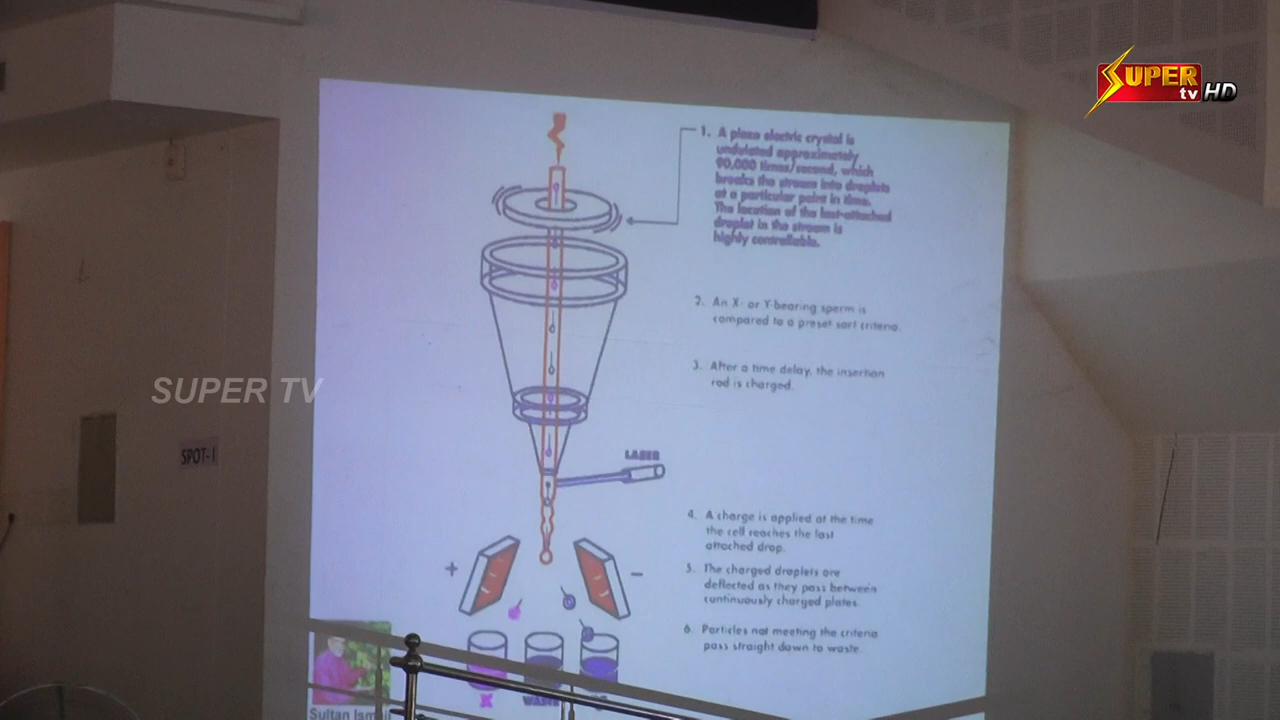 SUPER
tv HD
1. A piezo electric crystal is
undulated approximately
90,000 times/second, which
breaks the stream into droplets
at a particular point in time.
The location of the last-attached
droplet in the stream is
highly controllable.
2. An X- or Y-bearing sperm is
compared to a preset sort criteria.
3. After a time delay, the insertion
rod is charged.
SUPER TV
SPOT-1
LASER
4. A charge is applied at the time
the cell reaches the last
attached drop.
+
−
5. The charged droplets are
deflected as they pass between
continuously charged plates.
6. Particles not meeting the criteria
pass straight down to waste.
X
WASTE
Sultan Ismail